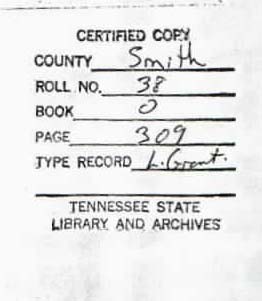 CERTIFIED COPY
COUNTY Smith
ROLL NO. 38
BOOK O
PAGE 309
TYPE RECORD L. Grant.
TENNESSEE STATE
LIBRARY AND ARCHIVES